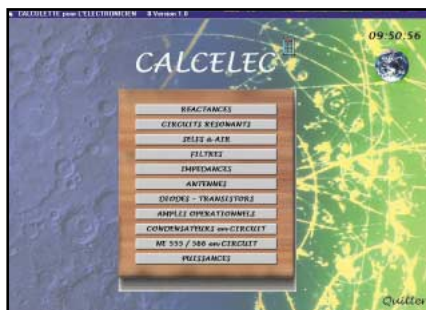 CALCULETTE pour L'ELECTRONICIEN
Version 1.0
09:50:56
CALCELEC
REACTANCES
CIRCUITS RESONANTS
SELFS à AIR
FILTRES
IMPEDANCES
ANTENNES
DIODES - TRANSISTORS
AMPLIS OPERATIONNELS
CONDENSATEURS en CIRCUIT
NE 555 / 556 en CIRCUIT
PUISSANCES
Quitter